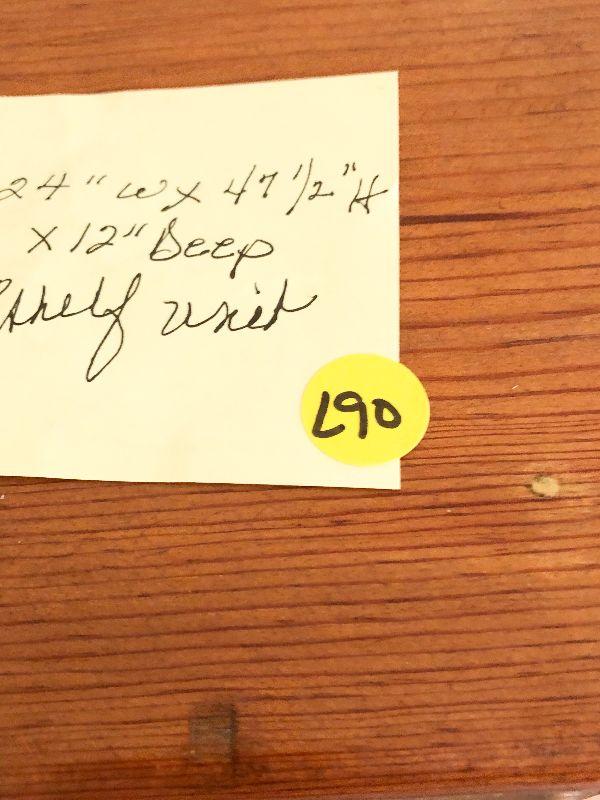 24" W x 47 1/2" H
x 12" Deep
Shelf Unit
L90